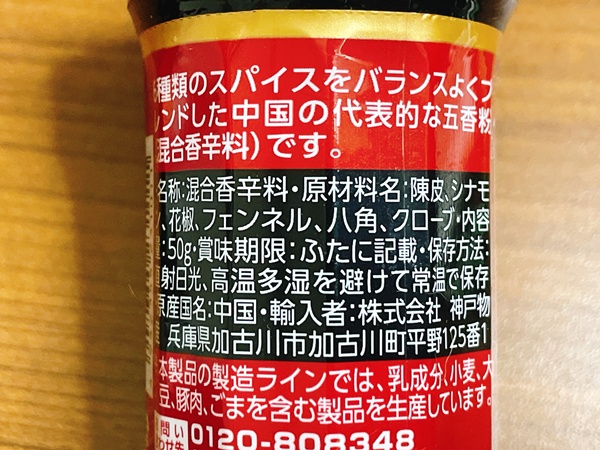 種類のスパイスをバランスよくブ
ンドした中国の代表的な五香粉
混合香辛料)です。
名称:混合香辛料・原材料名:陳皮、シナモ
、花椒、フェンネル、八角、クローブ・内容
:50g・賞味期限:ふたに記載・保存方法:
射日光、高温多湿を避けて常温で保存
原産国名:中国・輸入者:株式会社 神戸物
兵庫県加古川市加古川町平野125番1
本製品の製造ラインでは、乳成分、小麦、大
豆、豚肉、ごまを含む製品を生産しています。
問い
わせ先 0120-808348